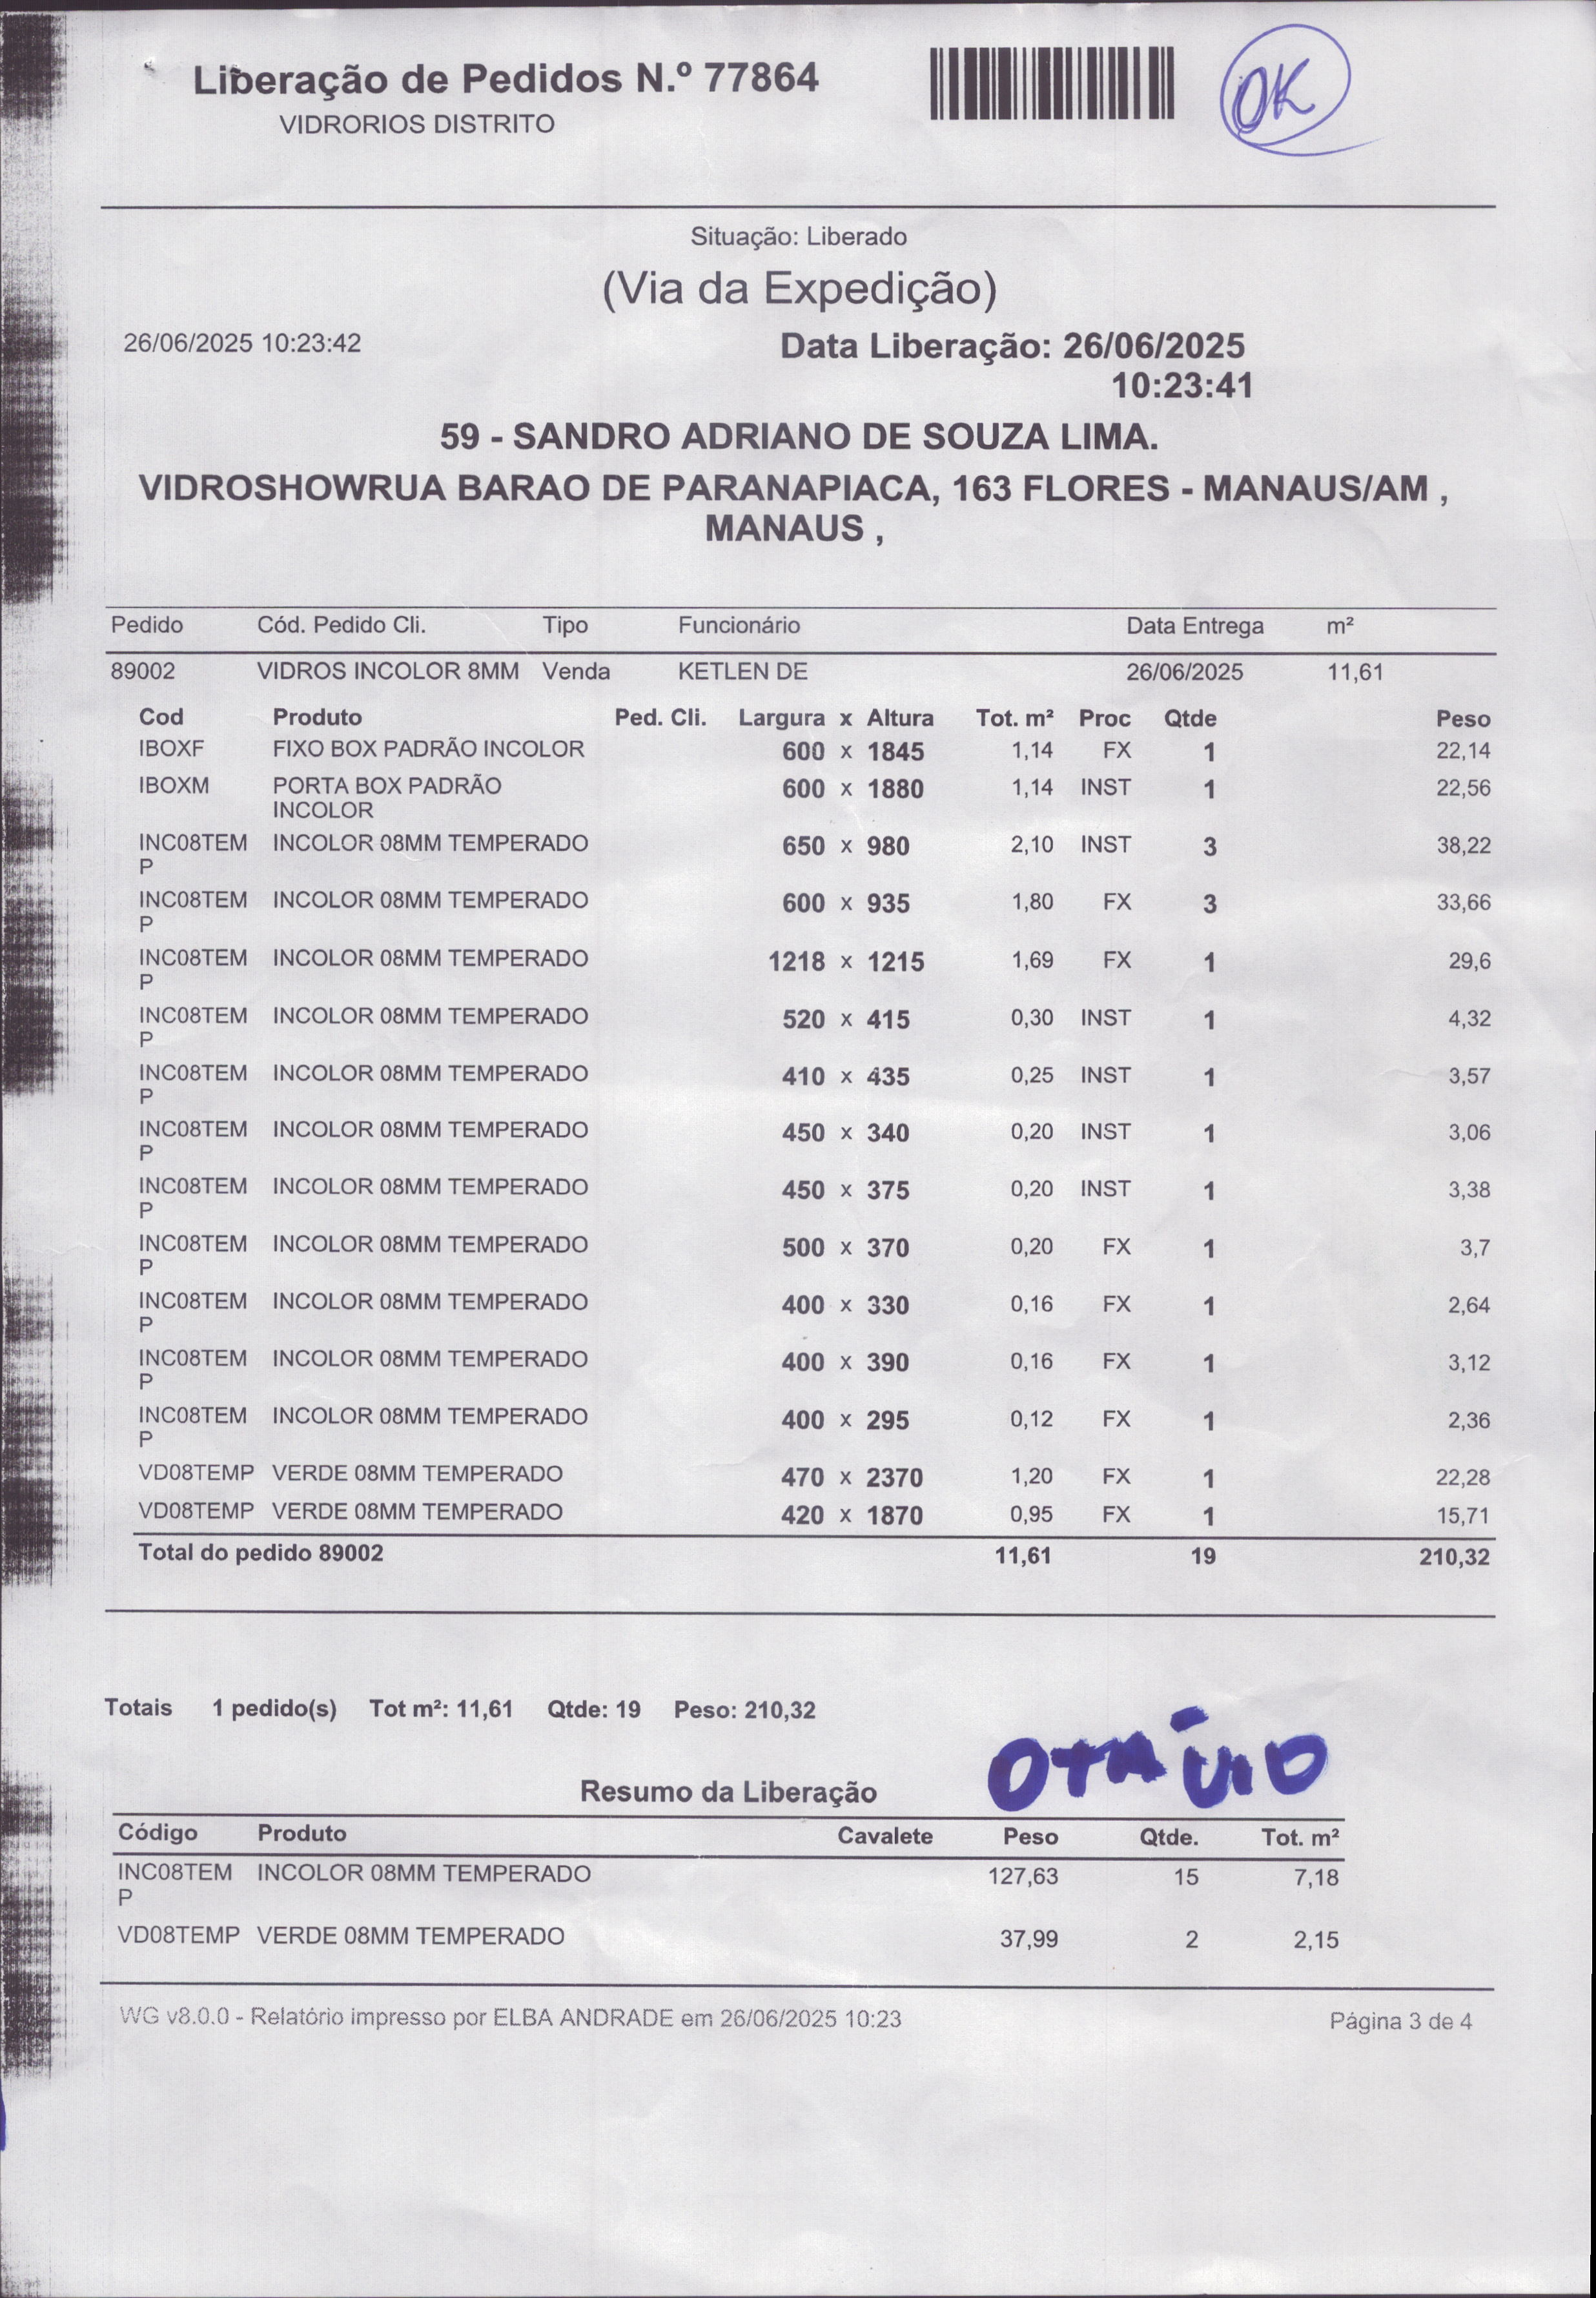 Liberação de Pedidos N.º 77864
OK
VIDRORIOS DISTRITO
Situação: Liberado
(Via da Expedição)
26/06/2025 10:23:42 Data Liberação: 26/06/2025
10:23:41
59 - SANDRO ADRIANO DE SOUZA LIMA.
VIDROSHOWRUA BARAO DE PARANAPIACA, 163 FLORES - MANAUS/AM ,
MANAUS ,
Pedido Cód. Pedido Cli. Tipo Funcionário Data Entrega m²
89002 VIDROS INCOLOR 8MM Venda KETLEN DE 26/06/2025 11,61
Cod Produto Ped. Cli. Largura x Altura Tot. m² Proc Qtde Peso
IBOXF FIXO BOX PADRÃO INCOLOR 600 x 1845 1,14 FX 1 22,14
IBOXM PORTA BOX PADRÃO 600 x 1880 1,14 INST 1 22,56
INCOLOR
INC08TEM INCOLOR 08MM TEMPERADO 650 x 980 2,10 INST 3 38,22
P
INC08TEM INCOLOR 08MM TEMPERADO 600 x 935 1,80 FX 3 33,66
P
INC08TEM INCOLOR 08MM TEMPERADO 1218 x 1215 1,69 FX 1 29,6
P
INC08TEM INCOLOR 08MM TEMPERADO 520 x 415 0,30 INST 1 4,32
P
INC08TEM INCOLOR 08MM TEMPERADO 410 x 435 0,25 INST 1 3,57
P
INC08TEM INCOLOR 08MM TEMPERADO 450 x 340 0,20 INST 1 3,06
P
INC08TEM INCOLOR 08MM TEMPERADO 450 x 375 0,20 INST 1 3,38
P
INC08TEM INCOLOR 08MM TEMPERADO 500 x 370 0,20 FX 1 3,7
P
INC08TEM INCOLOR 08MM TEMPERADO 400 x 330 0,16 FX 1 2,64
P
INC08TEM INCOLOR 08MM TEMPERADO 400 x 390 0,16 FX 1 3,12
P
INC08TEM INCOLOR 08MM TEMPERADO 400 x 295 0,12 FX 1 2,36
P
VD08TEMP VERDE 08MM TEMPERADO 470 x 2370 1,20 FX 1 22,28
VD08TEMP VERDE 08MM TEMPERADO 420 x 1870 0,95 FX 1 15,71
Total do pedido 89002 11,61 19 210,32
Totais 1 pedido(s) Tot m²: 11,61 Qtde: 19 Peso: 210,32
OTAÍVIO
Resumo da Liberação
Código Produto Cavalete Peso Qtde. Tot. m²
INC08TEM INCOLOR 08MM TEMPERADO 127,63 15 7,18
P
VD08TEMP VERDE 08MM TEMPERADO 37,99 2 2,15
WG v8.0.0 - Relatório impresso por ELBA ANDRADE em 26/06/2025 10:23 Página 3 de 4